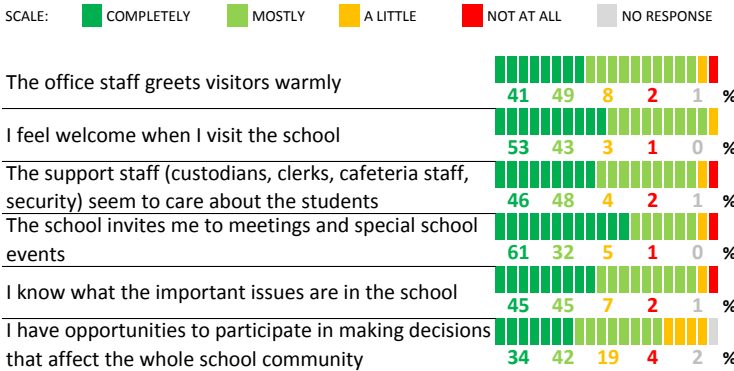 SCALE: COMPLETELY MOSTLY A LITTLE NOT AT ALL NO RESPONSE
The office staff greets visitors warmly
41 49 8 2 1 %
I feel welcome when I visit the school
53 43 3 1 0 %
The support staff (custodians, clerks, cafeteria staff,
security) seem to care about the students
46 48 4 2 1 %
The school invites me to meetings and special school
events
61 32 5 1 0 %
I know what the important issues are in the school
45 45 7 2 1 %
I have opportunities to participate in making decisions
that affect the whole school community
34 42 19 4 2 %